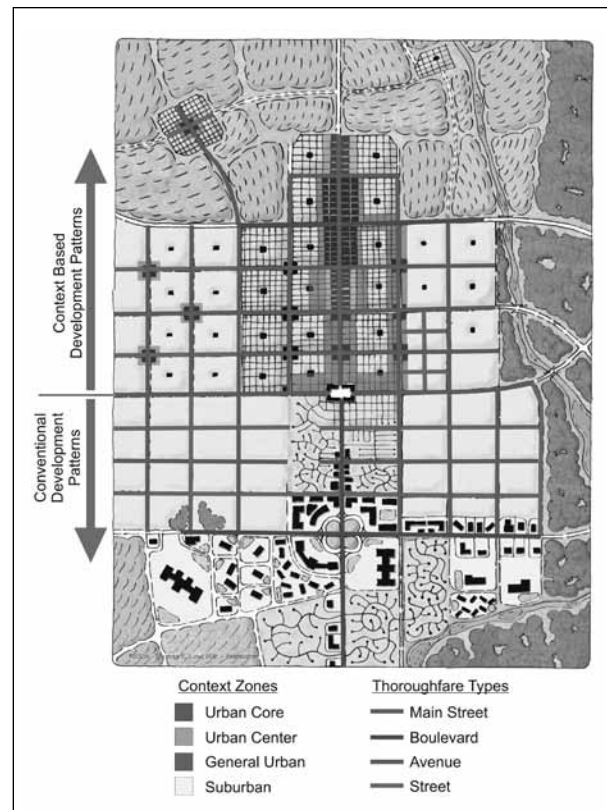 Context Based
Development Patterns
Conventional
Development
Patterns
Context Zones
Urban Core
Urban Center
General Urban
Suburban
Thoroughfare Types
Main Street
Boulevard
Avenue
Street